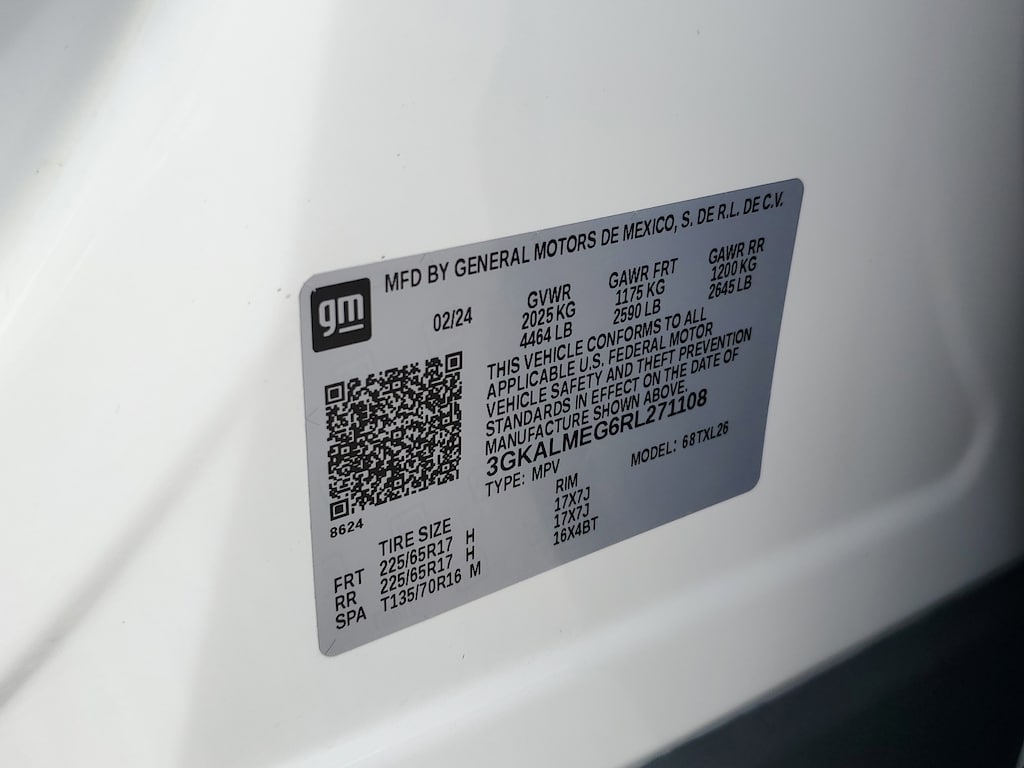 gm
MFD BY GENERAL MOTORS DE MEXICO, S. DE R.L. DE C.V.
02/24
GVWR
2025 KG
4464 LB
GAWR FRT
1175 KG
2590 LB
GAWR RR
1200 KG
2645 LB
THIS VEHICLE CONFORMS TO ALL
APPLICABLE U.S. FEDERAL MOTOR
VEHICLE SAFETY AND THEFT PREVENTION
STANDARDS IN EFFECT ON THE DATE OF
MANUFACTURE SHOWN ABOVE.
3GKALMEG6RL271108
TYPE: MPV
MODEL: 68TXL26
8624
TIRE SIZE RIM
FRT 225/65R17 H 17X7J
RR 225/65R17 H 17X7J
SPA T135/70R16 M 16X4BT